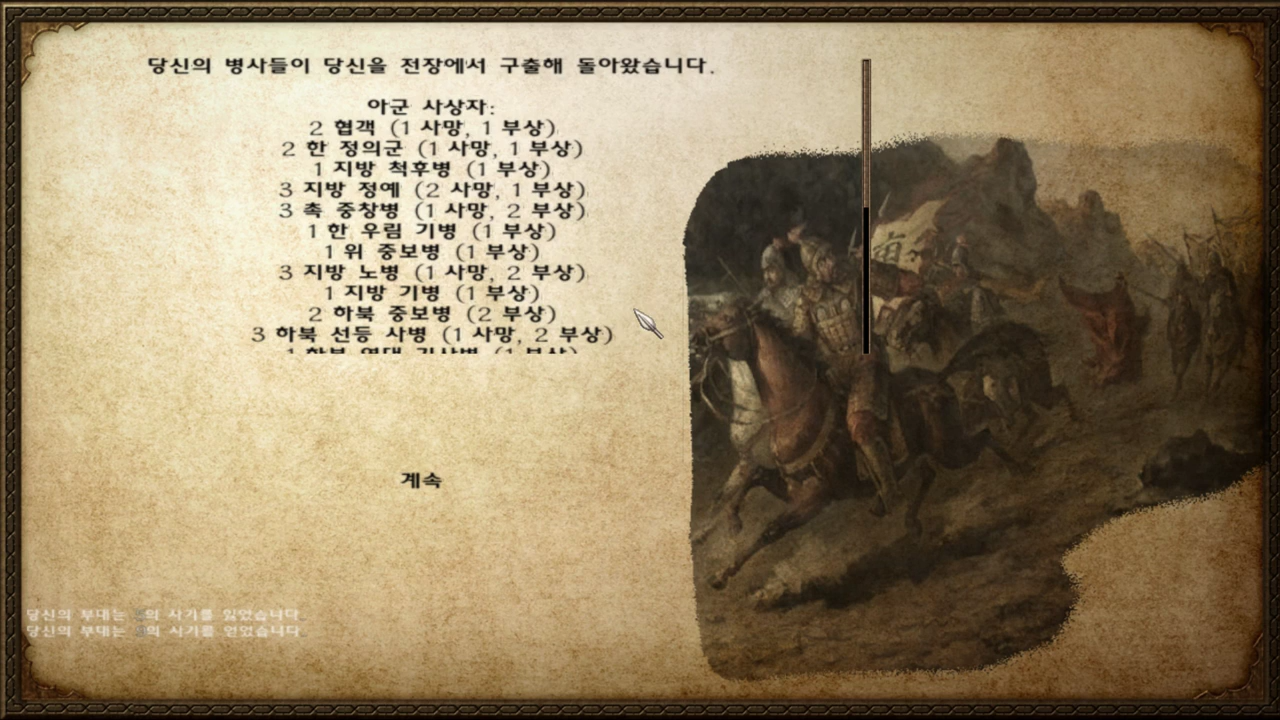 당신의 병사들이 당신을 전장에서 구출해 돌아왔습니다.
아군 사상자:
2 협객 (1 사망, 1 부상)
2 한 정의군 (1 사망, 1 부상)
1 지방 척후병 (1 부상)
3 지방 정예 (2 사망, 1 부상)
3 촉 중창병 (1 사망, 2 부상)
1 한 우림 기병 (1 부상)
1 위 중보병 (1 부상)
3 지방 노병 (1 사망, 2 부상)
1 지방 기병 (1 부상)
2 하북 중보병 (2 부상)
3 하북 선등 사병 (1 사망, 2 부상)
1 하북 (1 부상)
계속
당신의 부대는 의 사기를 잃었습니다
당신의 부대는 의 사기를 얻었습니다